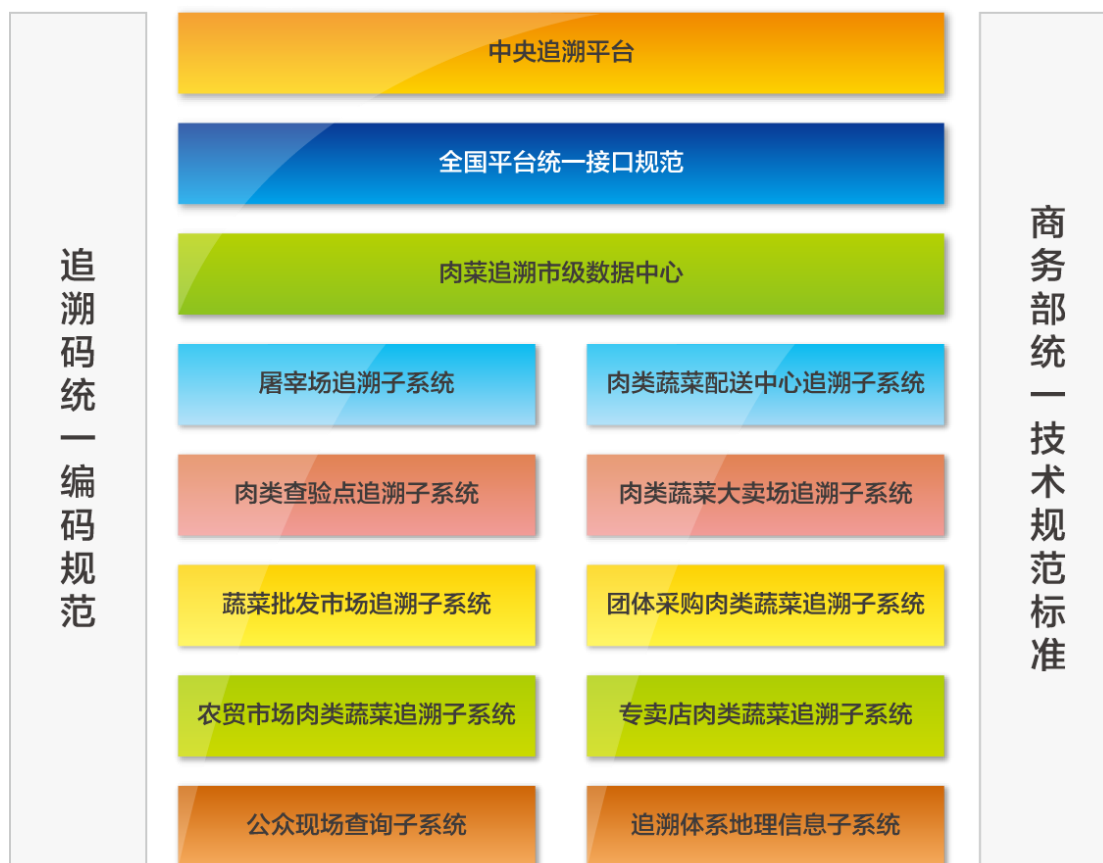 中央追溯平台
全国平台统一接口规范
肉菜追溯市级数据中心
追溯码统一编码规范
商务部统一技术规范标准
屠宰场追溯子系统
肉类蔬菜配送中心追溯子系统
肉类查验点追溯子系统
肉类蔬菜大卖场追溯子系统
蔬菜批发市场追溯子系统
团体采购肉类蔬菜追溯子系统
农贸市场肉类蔬菜追溯子系统
专卖店肉类蔬菜追溯子系统
公众现场查询子系统
追溯体系地理信息子系统